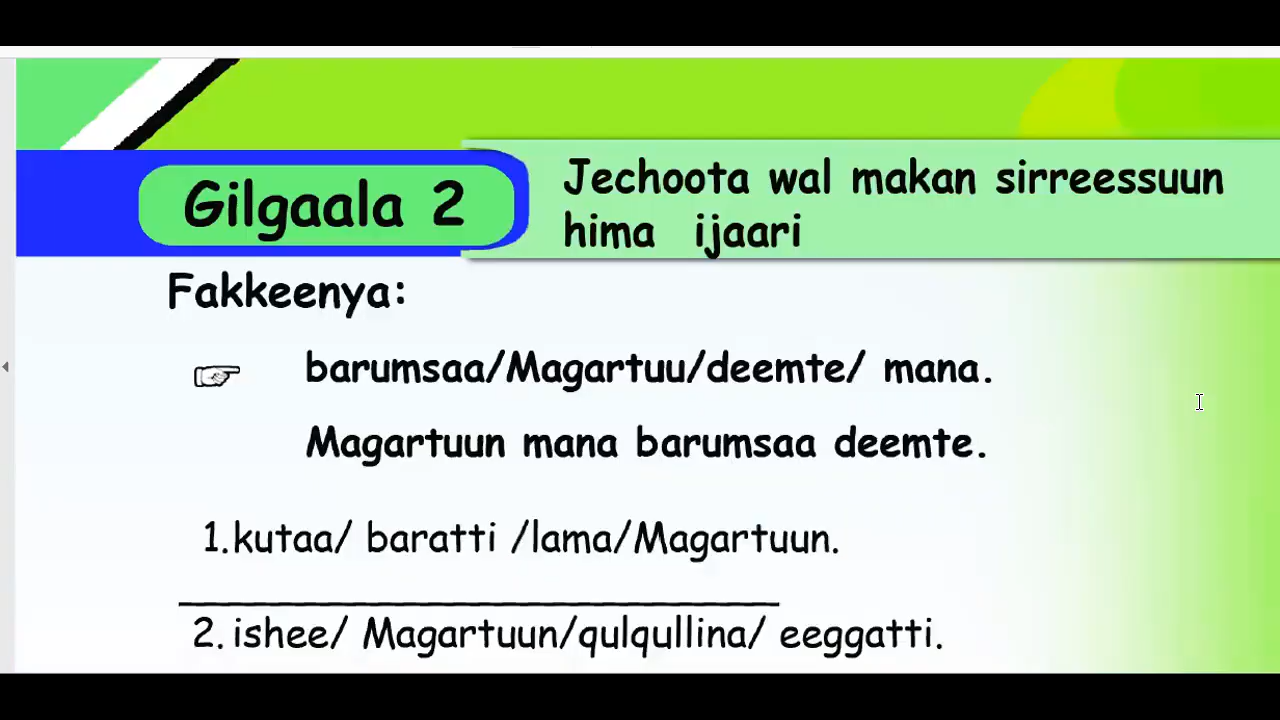 Gilgaala 2
Jechoota wal makan sirreessuun
hima ijaari
Fakkeenya:
barumsaa/Magartuu/deemte/ mana.
Magartuun mana barumsaa deemte.
1.kutaa/ baratti /lama/Magartuun.
2. ishee/ Magartuun/qulqullina/ eeggatti.